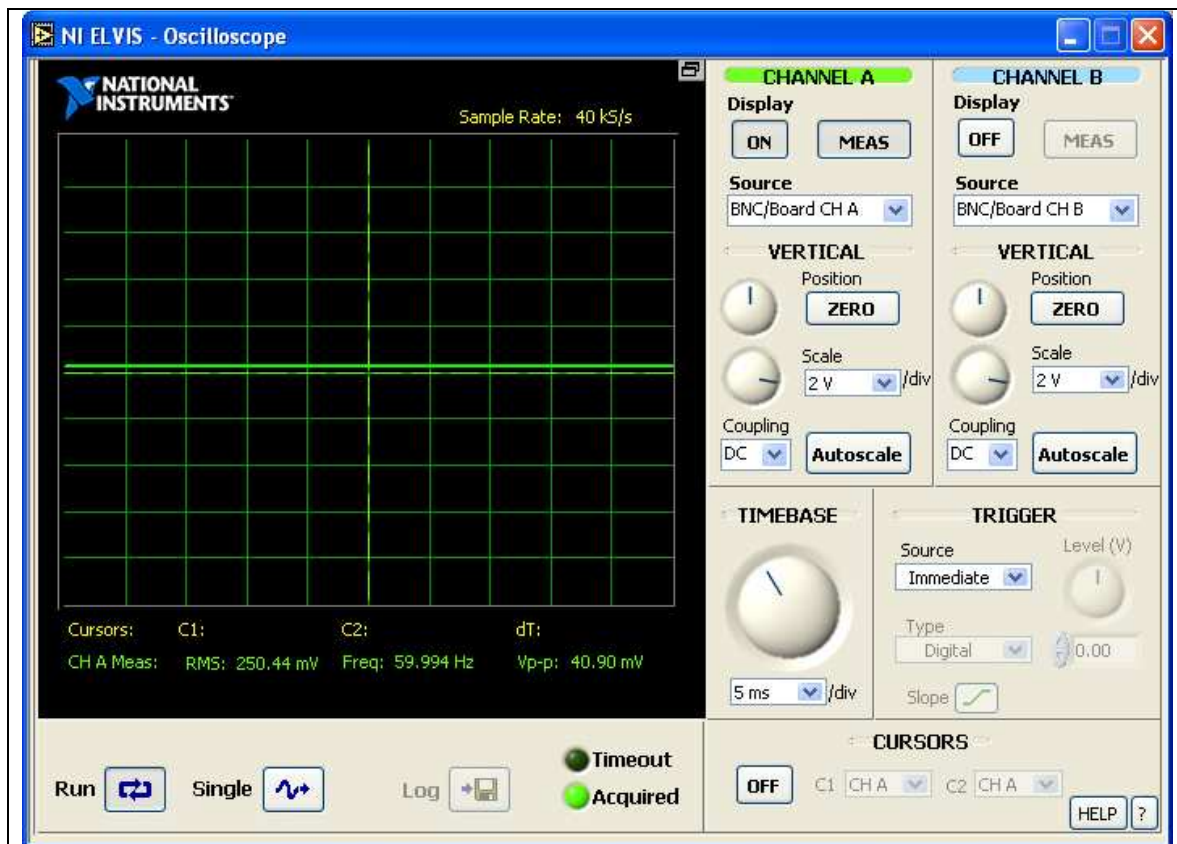 NI ELVIS - Oscilloscope
NATIONAL
INSTRUMENTS
Sample Rate: 40 kS/s
Cursors: C1: C2: dT:
CH A Meas: RMS: 250.44 mV Freq: 59.994 Hz Vp-p: 40.90 mV
CHANNEL A
Display
ON MEAS
Source
BNC/Board CH A
VERTICAL
Position
ZERO
Scale
2 V /div
Coupling
DC Autoscale
CHANNEL B
Display
OFF MEAS
Source
BNC/Board CH B
VERTICAL
Position
ZERO
Scale
2 V /div
Coupling
DC Autoscale
TIMEBASE
5 ms /div
TRIGGER
Source
Immediate
Level (V)
Type
Digital
0.00
Slope
Run
Single
Log
Timeout
Acquired
CURSORS
OFF C1 CH A C2 CH A
HELP ?